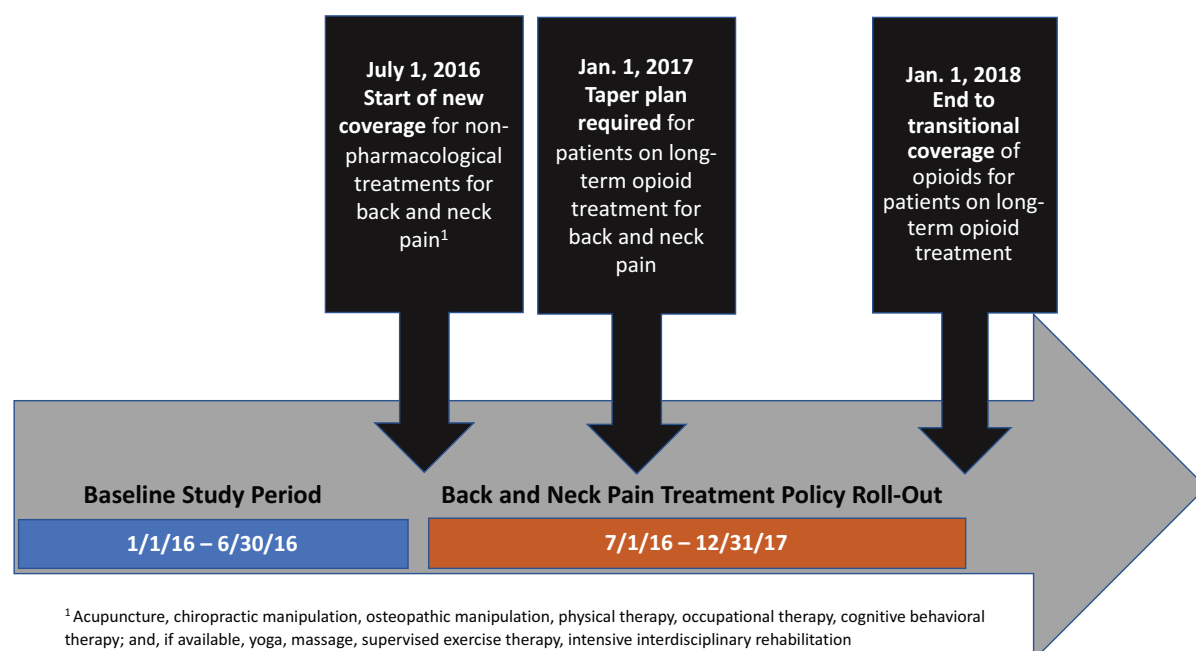 July 1, 2016
Start of new
coverage for non-
pharmacological
treatments for
back and neck
pain¹
Jan. 1, 2017
Taper plan
required for
patients on long-
term opioid
treatment for
back and neck
pain
Jan. 1, 2018
End to
transitional
coverage of
opioids for
patients on long-
term opioid
treatment
Baseline Study Period
Back and Neck Pain Treatment Policy Roll-Out
1/1/16 – 6/30/16
7/1/16 – 12/31/17
¹ Acupuncture, chiropractic manipulation, osteopathic manipulation, physical therapy, occupational therapy, cognitive behavioral
therapy; and, if available, yoga, massage, supervised exercise therapy, intensive interdisciplinary rehabilitation